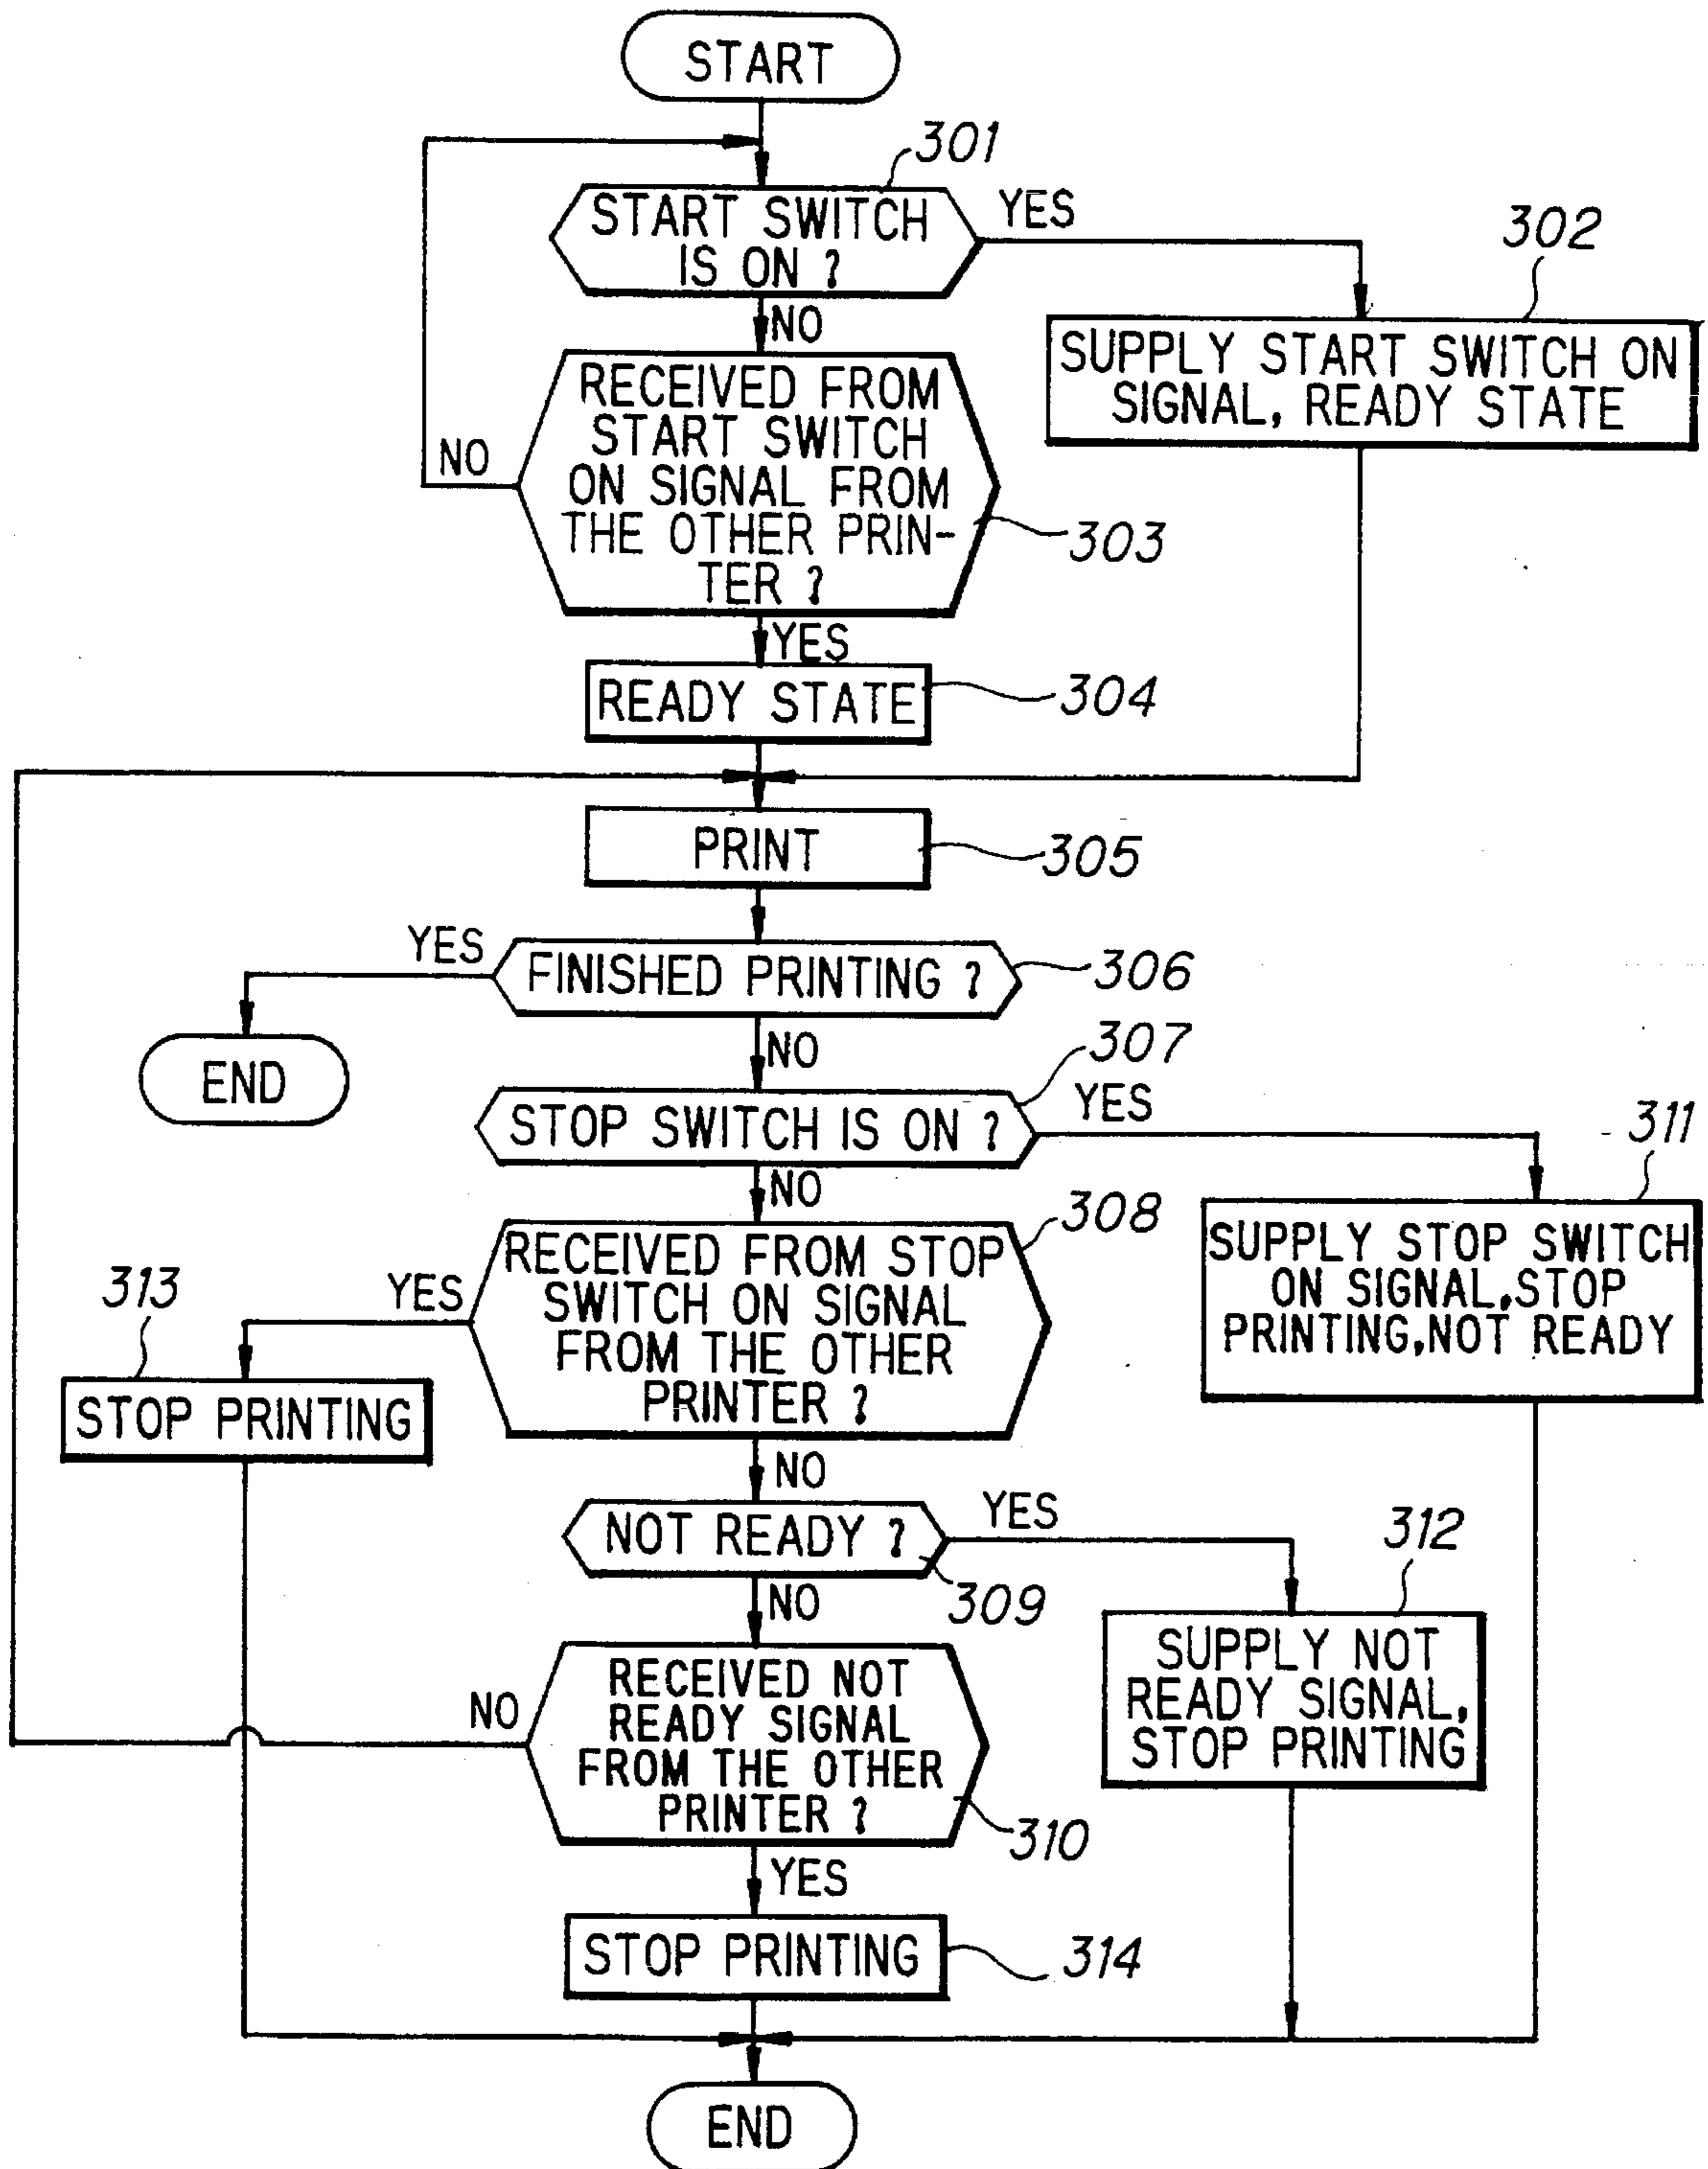 START
301
START SWITCH
IS ON ?
YES
302
NO
SUPPLY START SWITCH ON
SIGNAL, READY STATE
RECEIVED FROM
START SWITCH
ON SIGNAL FROM
THE OTHER PRIN-
TER ?
NO
303
YES
READY STATE
304
PRINT
305
YES
FINISHED PRINTING ?
306
END
NO
307
STOP SWITCH IS ON ?
YES
311
NO
308
SUPPLY STOP SWITCH
ON SIGNAL,STOP
PRINTING,NOT READY
RECEIVED FROM STOP
SWITCH ON SIGNAL
FROM THE OTHER
PRINTER ?
YES
313
STOP PRINTING
NO
NOT READY ?
YES
309
312
NO
SUPPLY NOT
READY SIGNAL,
STOP PRINTING
RECEIVED NOT
READY SIGNAL
FROM THE OTHER
PRINTER ?
NO
310
YES
STOP PRINTING
314
END